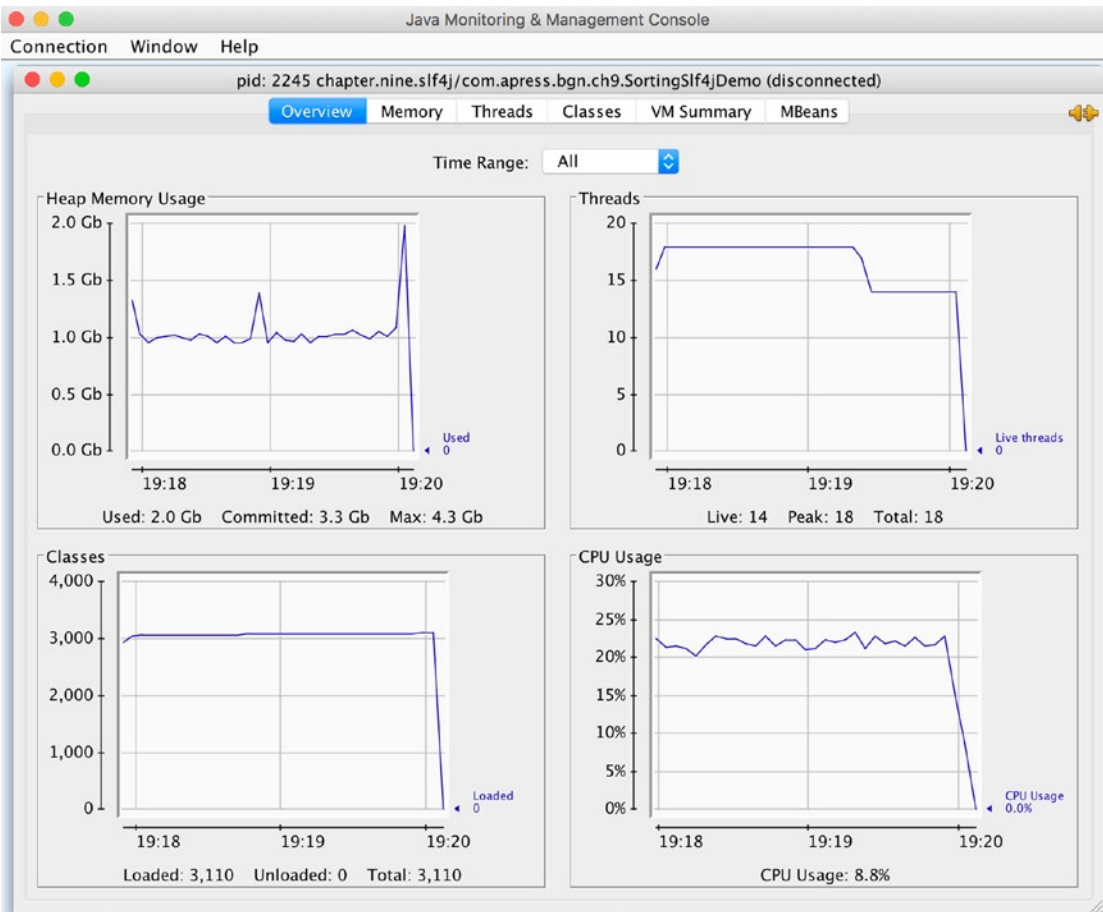 Java Monitoring & Management Console
Connection Window Help
pid: 2245 chapter.nine.slf4j/com.apress.bgn.ch9.SortingSlf4jDemo (disconnected)
Overview Memory Threads Classes VM Summary MBeans
Time Range: All
Heap Memory Usage
2.0 Gb
1.5 Gb
1.0 Gb
0.5 Gb
0.0 Gb
Used
0
19:18 19:19 19:20
Used: 2.0 Gb Committed: 3.3 Gb Max: 4.3 Gb
Threads
20
15
10
5
0
Live threads
0
19:18 19:19 19:20
Live: 14 Peak: 18 Total: 18
Classes
4,000
3,000
2,000
1,000
0
Loaded
0
19:18 19:19 19:20
Loaded: 3,110 Unloaded: 0 Total: 3,110
CPU Usage
30%
25%
20%
15%
10%
5%
0%
CPU Usage
0.0%
19:18 19:19 19:20
CPU Usage: 8.8%